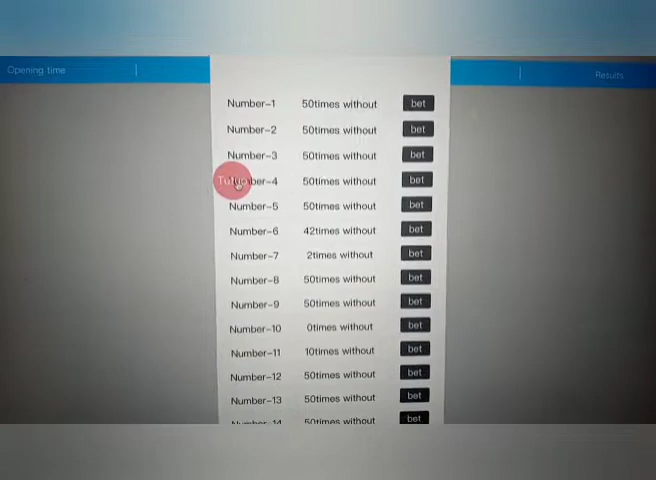 Opening time
Results
Number-1 50times without bet
Number-2 50times without bet
Number-3 50times without bet
Number-4 50times without bet
Number-5 50times without bet
Number-6 42times without bet
Number-7 2times without bet
Number-8 50times without bet
Number-9 50times without bet
Number-10 0times without bet
Number-11 10times without bet
Number-12 50times without bet
Number-13 50times without bet
Number-14 50times without bet